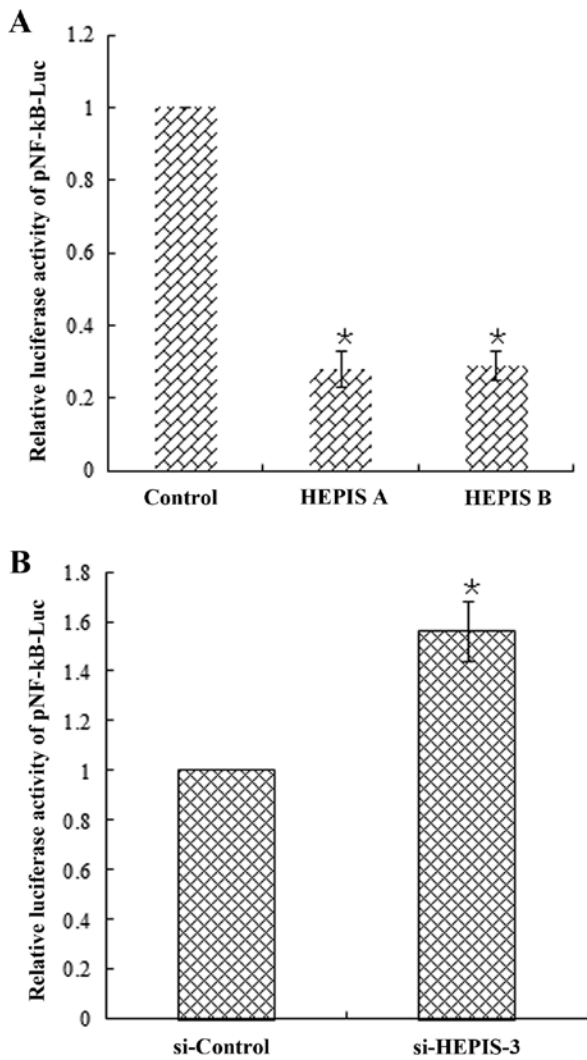 A
Relative luciferase activity of pNF-kB-Luc
1.2
1
0.8
0.6
0.4
0.2
0
*
*
Control
HEPIS A
HEPIS B
B
Relative luciferase activity of pNF-kB-Luc
1.8
1.6
1.4
1.2
1
0.8
0.6
0.4
0.2
0
*
si-Control
si-HEPIS-3